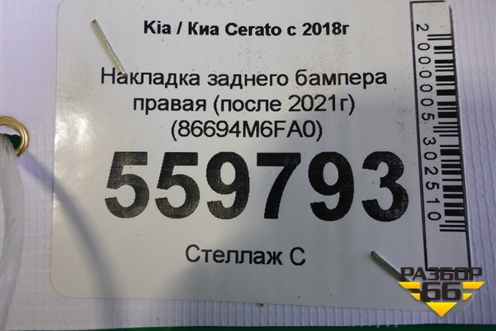 Kia / Киа Cerato с 2018г
Накладка заднего бампера
правая (после 2021г)
(86694M6FA0)
559793
Стеллаж С
2000005302510
РАЗБОР
66